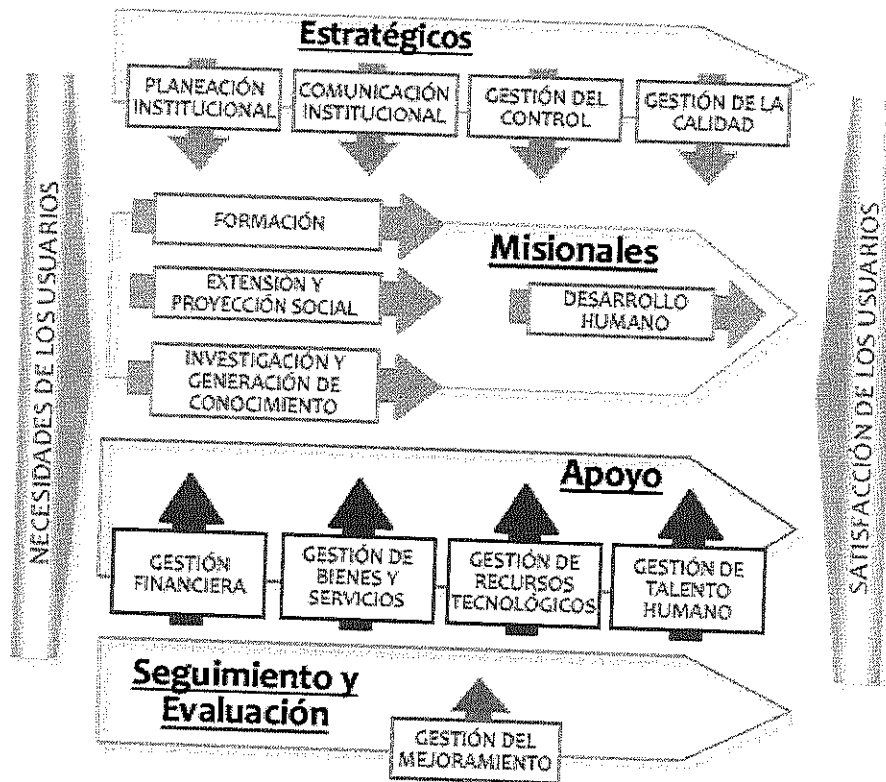 Estratégicos
PLANEACIÓN
INSTITUCIONAL
COMUNICACIÓN
INSTITUCIONAL
GESTIÓN DEL
CONTROL
GESTIÓN DE LA
CALIDAD
NECESIDADES DE LOS USUARIOS
FORMACIÓN
EXTENSION Y
PROYECCIÓN SOCIAL
INVESTIGACIÓN Y
GENERACIÓN DE
CONOCIMIENTO
Misionales
DESARROLLO
HUMANO
SATISFACCIÓN DE LOS USUARIOS
Apoyo
GESTIÓN
FINANCIERA
GESTIÓN DE
BIENES Y
SERVICIOS
GESTIÓN DE
RECURSOS
TECNOLÓGICOS
GESTIÓN DE
TALENTO
HUMANO
Seguimiento y
Evaluación
GESTIÓN DEL
MEJORAMIENTO